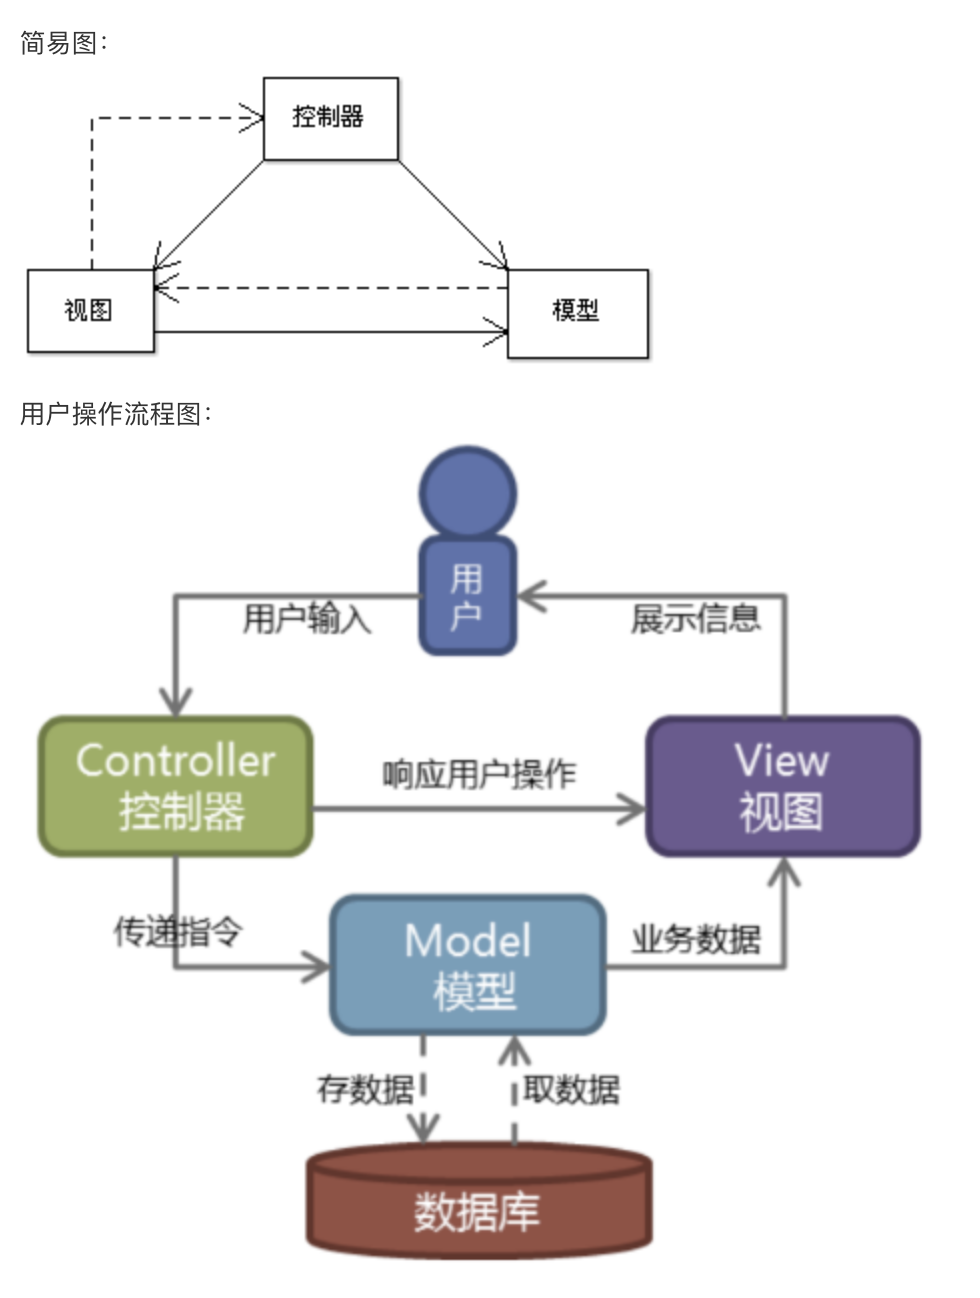 简易图：
控制器
视图
模型
用户操作流程图：
用
户
用户输入
展示信息
Controller
控制器
响应用户操作
View
视图
传递指令
Model
模型
业务数据
存数据
取数据
数据库